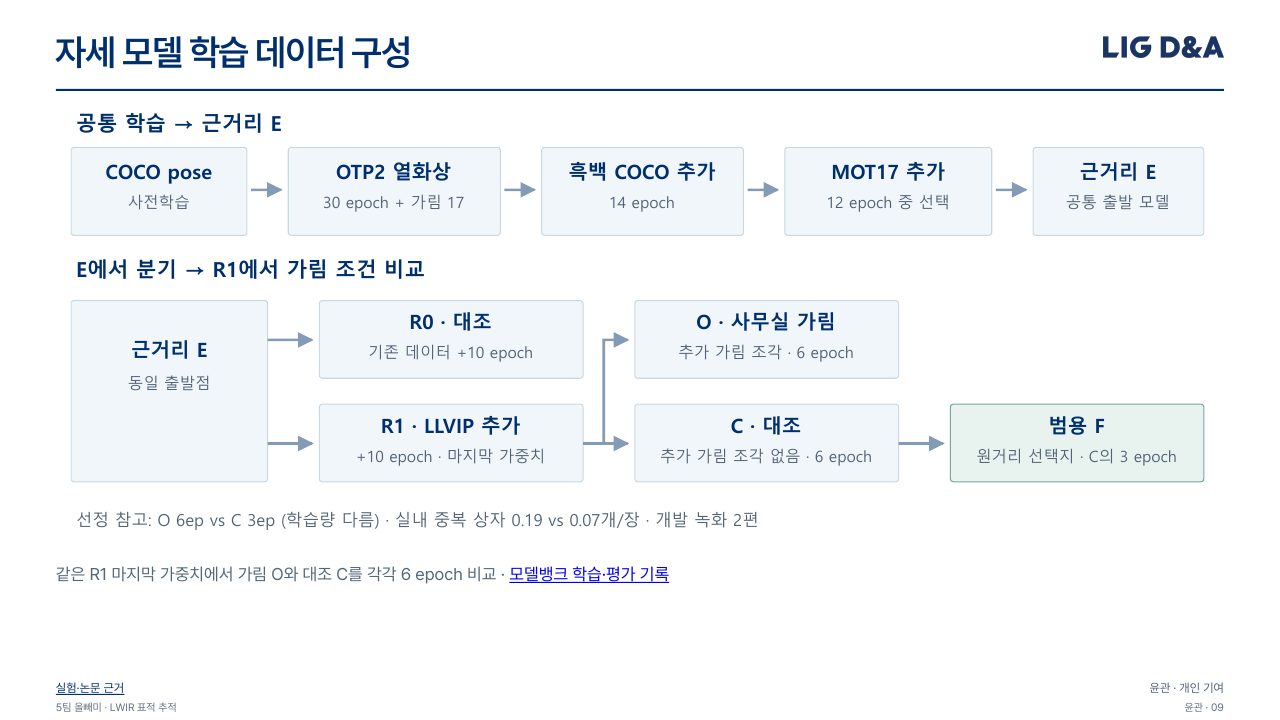 자세 모델 학습 데이터 구성
LIG D&A
공통 학습 → 근거리 E
COCO pose
사전학습
OTP2 열화상
30 epoch + 가림 17
흑백 COCO 추가
14 epoch
MOT17 추가
12 epoch 중 선택
근거리 E
공통 출발 모델
E에서 분기 → R1에서 가림 조건 비교
근거리 E
동일 출발점
R0 · 대조
기존 데이터 +10 epoch
O · 사무실 가림
추가 가림 조각 · 6 epoch
R1 · LLVIP 추가
+10 epoch · 마지막 가중치
C · 대조
추가 가림 조각 없음 · 6 epoch
범용 F
원거리 선택지 · C의 3 epoch
선정 참고: O 6ep vs C 3ep (학습량 다름) · 실내 중복 상자 0.19 vs 0.07개/장 · 개발 녹화 2편
같은 R1 마지막 가중치에서 가림 O와 대조 C를 각각 6 epoch 비교 · 모델뱅크 학습·평가 기록
실험·논문 근거
5팀 올빼미 · LWIR 표적 추적
윤관 · 개인 기여
윤관 · 09